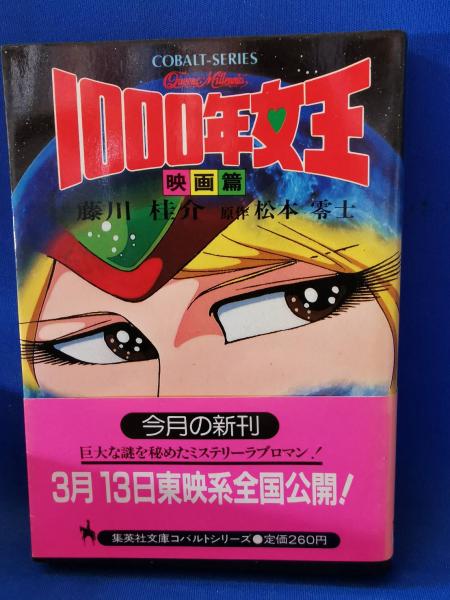 COBALT-SERIES
The Queen Millennia
1000年女王
映画篇
藤川 桂介 原作 松本 零士
今月の新刊
巨大な謎を秘めたミステリーラブロマン!
3月13日東映系全国公開!
集英社文庫コバルトシリーズ●定価260円